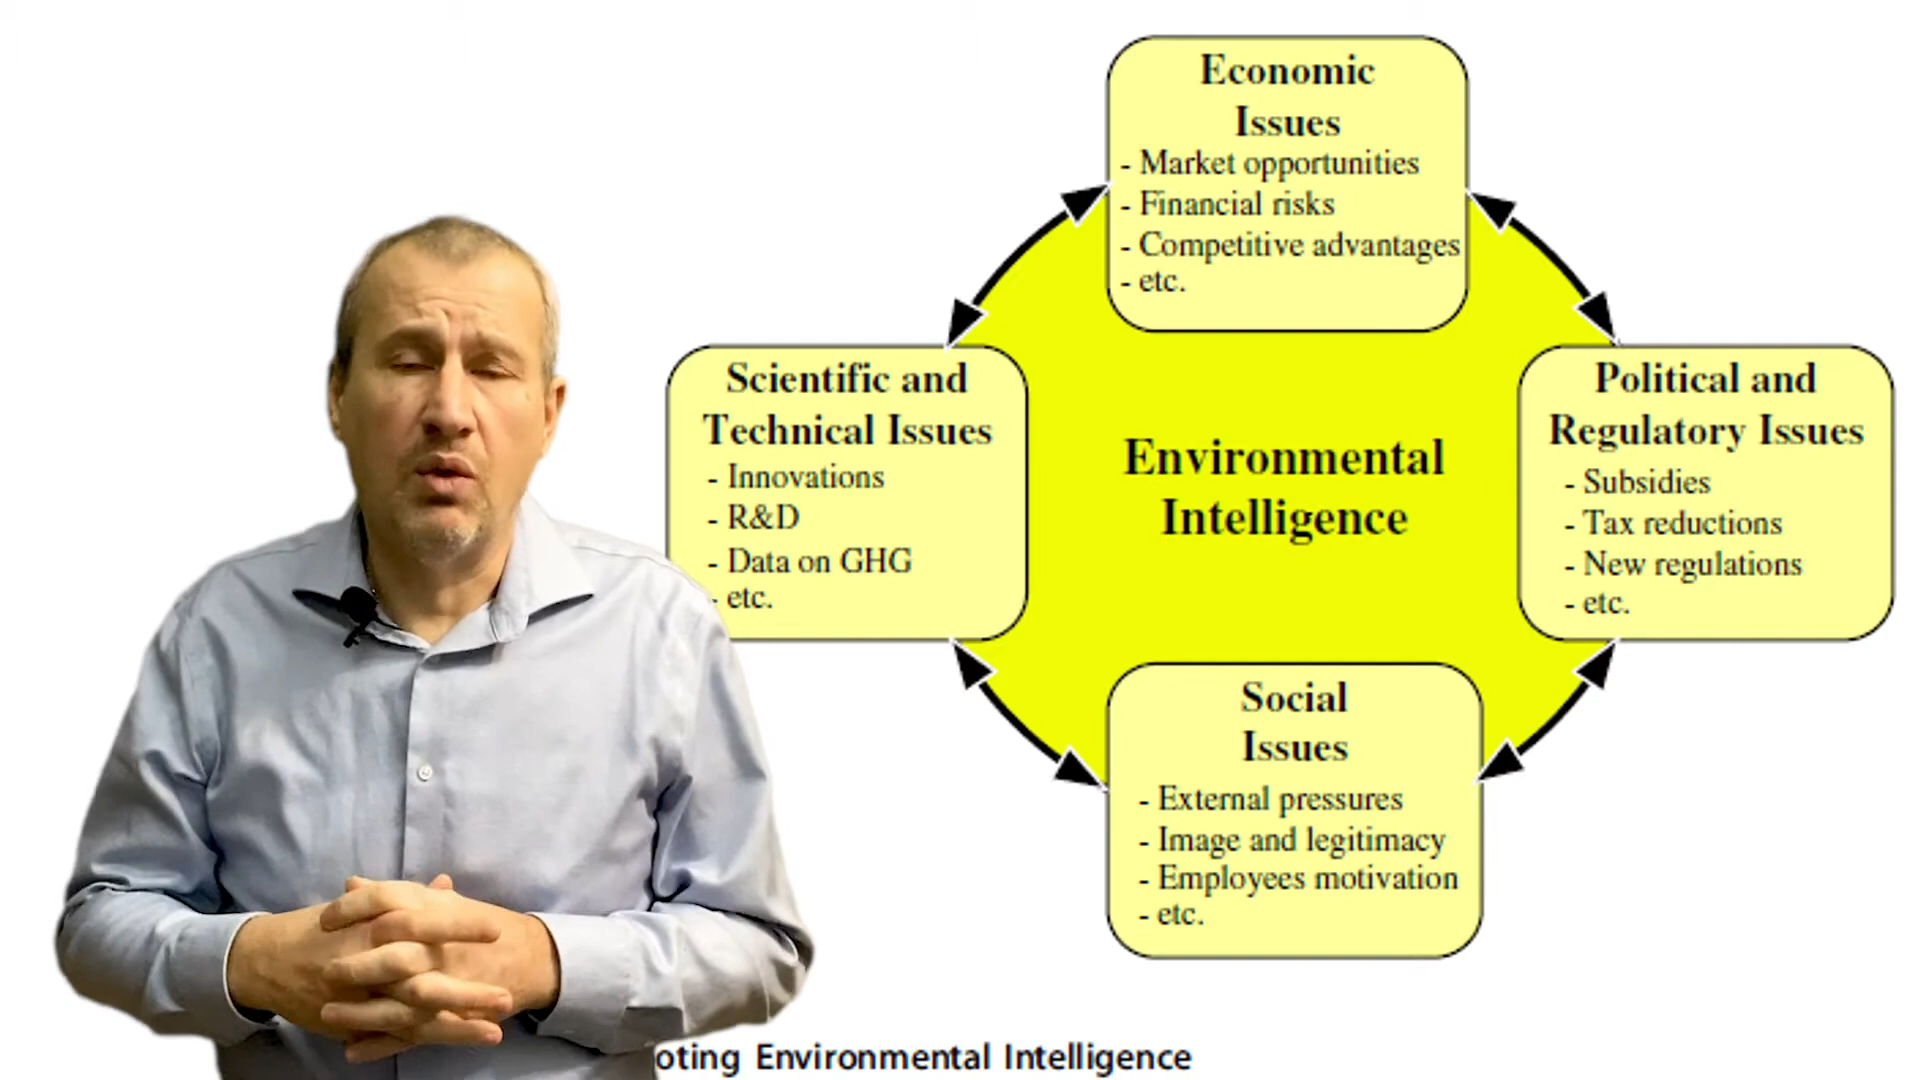 Economic
Issues
- Market opportunities
- Financial risks
- Competitive advantages
- etc.
Scientific and
Technical Issues
- Innovations
- R&D
- Data on GHG
- etc.
Environmental
Intelligence
Political and
Regulatory Issues
- Subsidies
- Tax reductions
- New regulations
- etc.
Social
Issues
- External pressures
- Image and legitimacy
- Employees motivation
- etc.
Environmental Intelligence